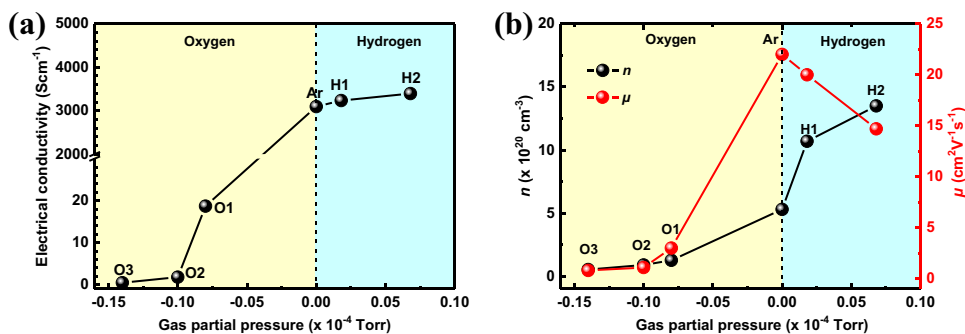 (a)
Electrical conductivity (Scm⁻¹)
5000
4000
3000
2000
20
10
0
Oxygen
Hydrogen
O3
O2
O1
Ar
H1
H2
-0.15
-0.10
-0.05
0.00
0.05
0.10
Gas partial pressure (x 10⁻⁴ Torr)
(b)
n (x 10²⁰ cm⁻³)
20
15
10
5
0
Oxygen
Ar
Hydrogen
n
μ
O3
O2
O1
H1
H2
25
20
15
10
5
0
μ (cm²V⁻¹s⁻¹)
-0.15
-0.10
-0.05
0.00
0.05
0.10
Gas partial pressure (x 10⁻⁴ Torr)